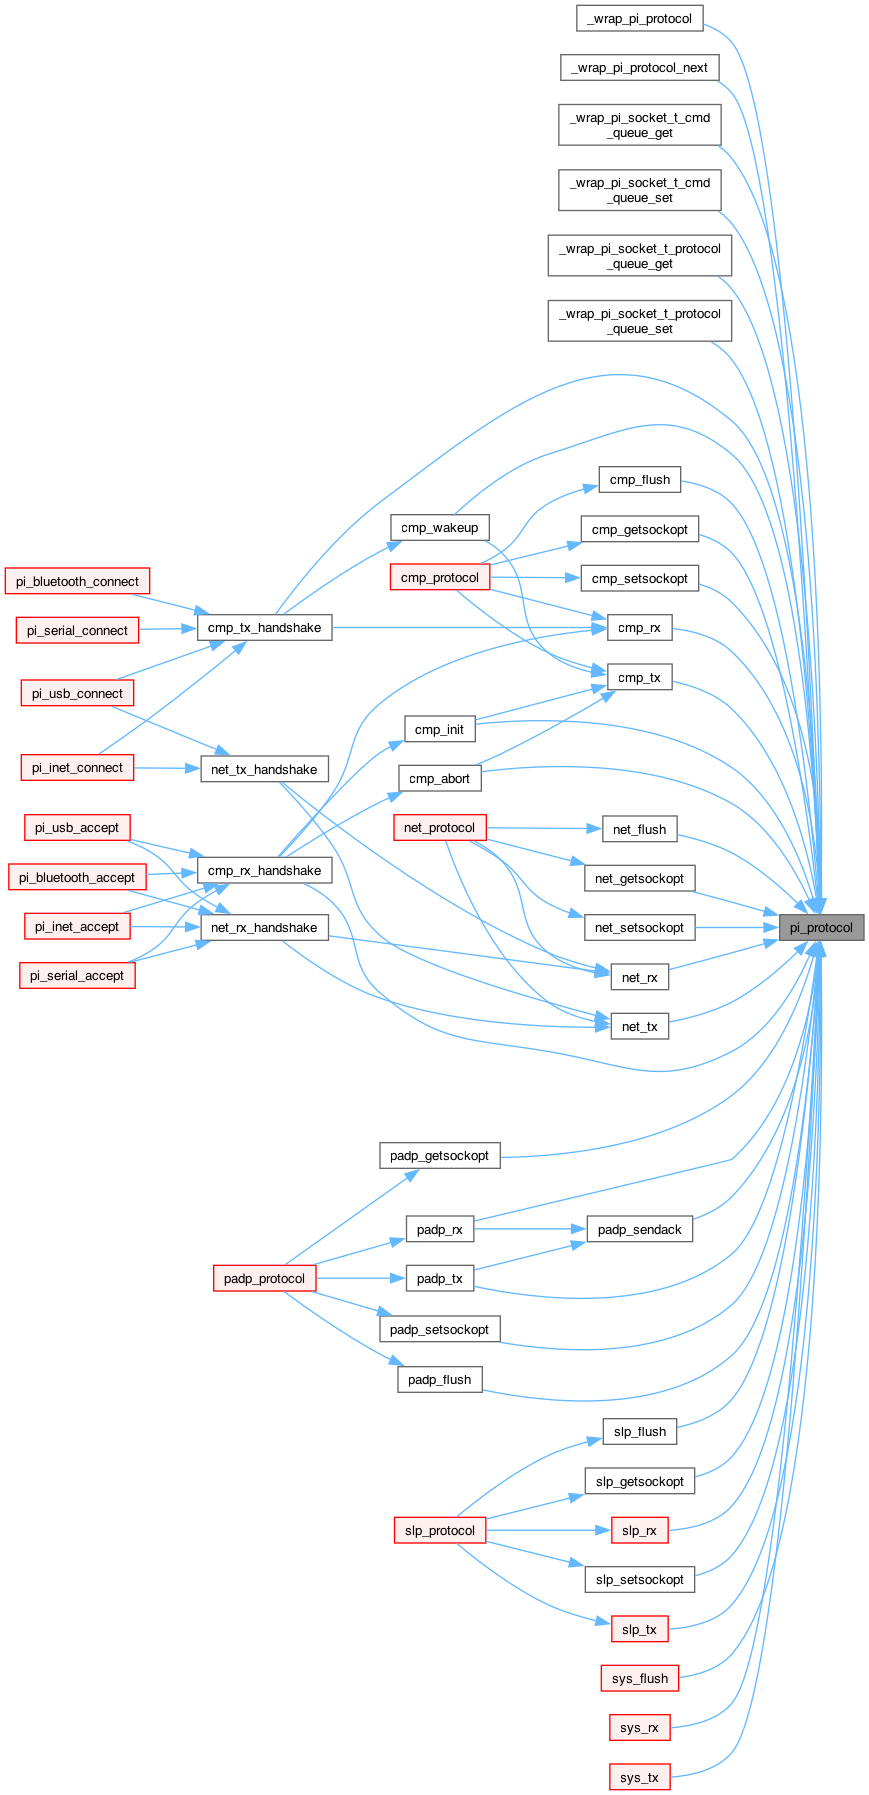 _wrap_pi_protocol
_wrap_pi_protocol_next
_wrap_pi_socket_t_cmd
_queue_get
_wrap_pi_socket_t_cmd
_queue_set
_wrap_pi_socket_t_protocol
_queue_get
_wrap_pi_socket_t_protocol
_queue_set
cmp_flush
cmp_wakeup
cmp_getsockopt
cmp_protocol
cmp_setsockopt
pi_bluetooth_connect
cmp_tx_handshake
cmp_rx
pi_serial_connect
cmp_tx
pi_usb_connect
cmp_init
pi_inet_connect
net_tx_handshake
cmp_abort
pi_usb_accept
net_protocol
net_flush
cmp_rx_handshake
pi_bluetooth_accept
net_getsockopt
pi_inet_accept
net_rx_handshake
net_setsockopt
pi_protocol
pi_serial_accept
net_rx
net_tx
padp_getsockopt
padp_rx
padp_sendack
padp_protocol
padp_tx
padp_setsockopt
padp_flush
slp_flush
slp_getsockopt
slp_protocol
slp_rx
slp_setsockopt
slp_tx
sys_flush
sys_rx
sys_tx